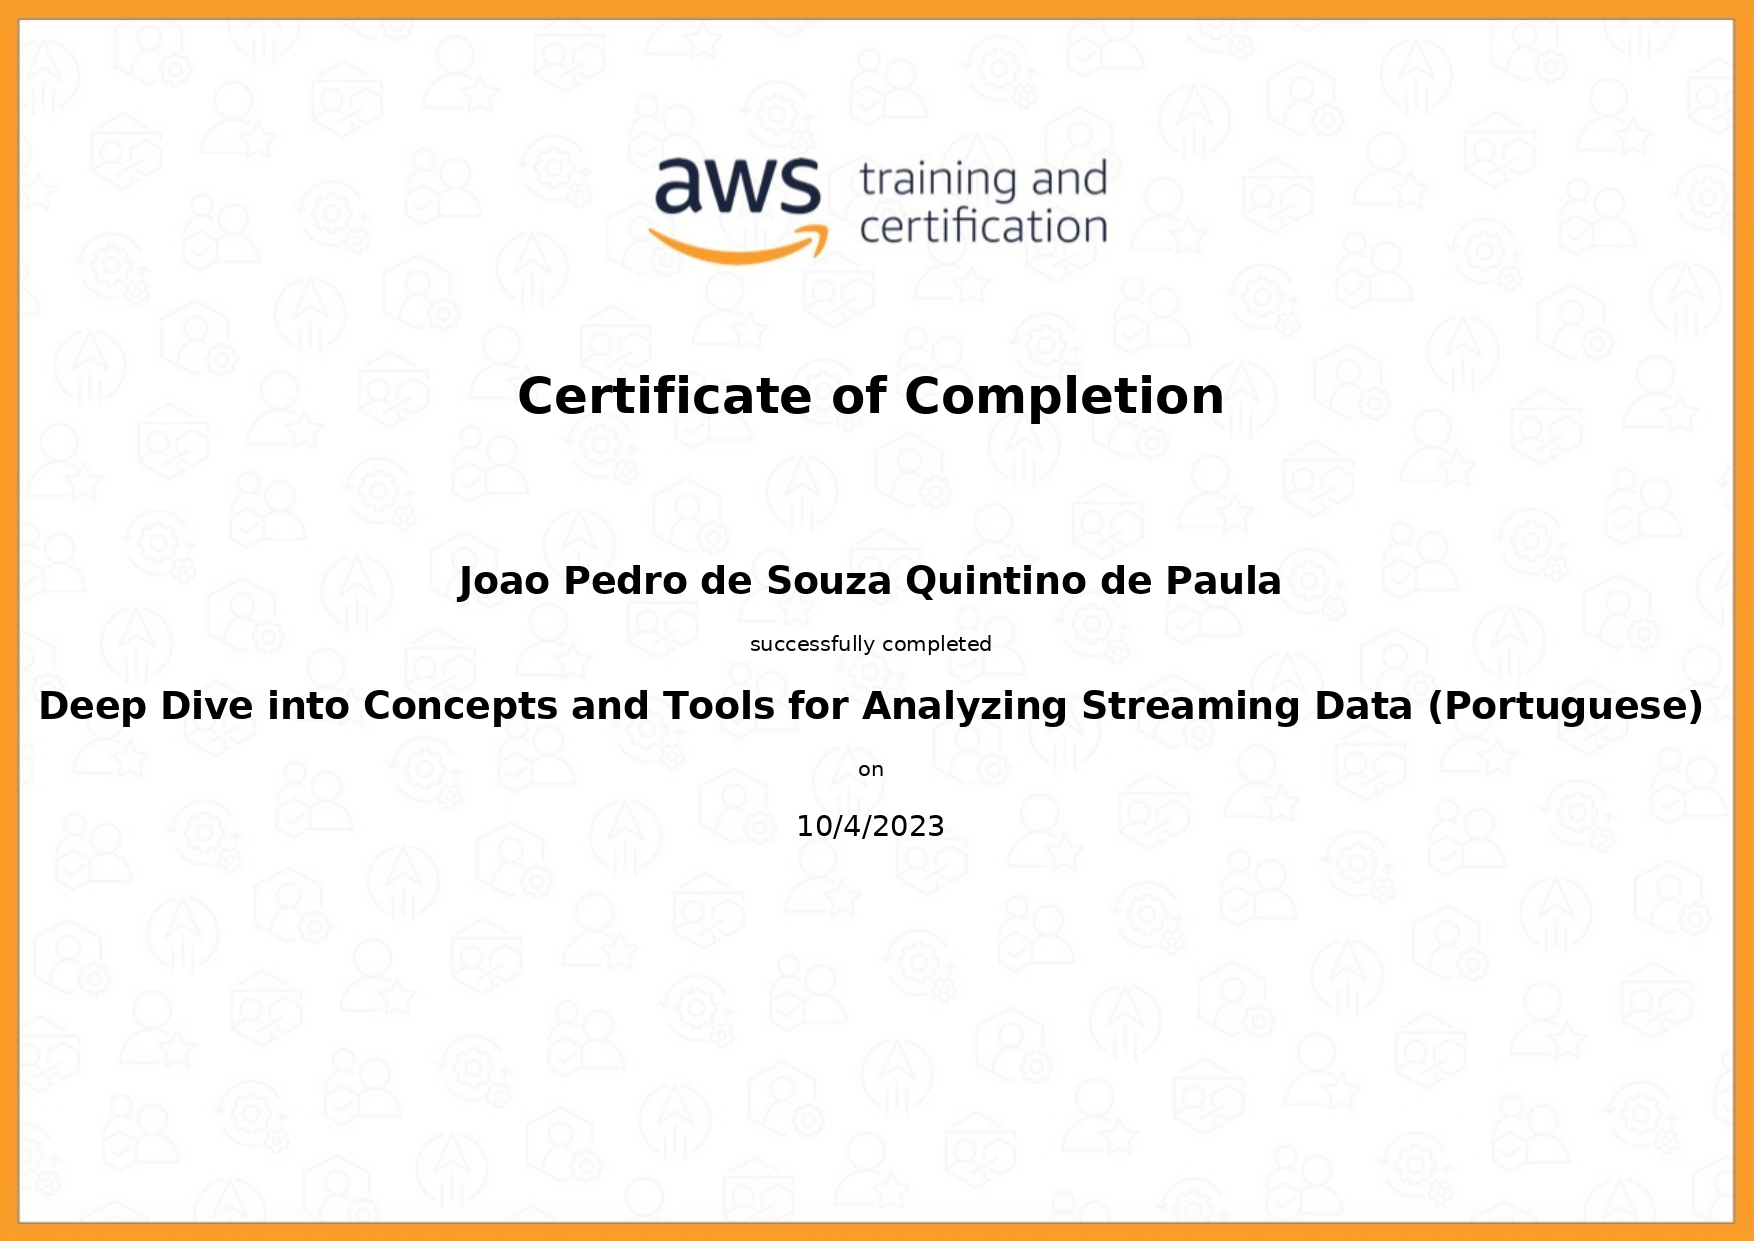 aws training and
certification
Certificate of Completion
Joao Pedro de Souza Quintino de Paula
successfully completed
Deep Dive into Concepts and Tools for Analyzing Streaming Data (Portuguese)
on
10/4/2023